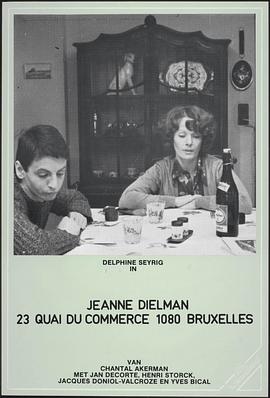 DELPHINE SEYRIG
IN
JEANNE DIELMAN
23 QUAI DU COMMERCE 1080 BRUXELLES
VAN
CHANTAL AKERMAN
MET JAN DECORTE, HENRI STORCK,
JACQUES DONIOL-VALCROZE EN YVES BICAL